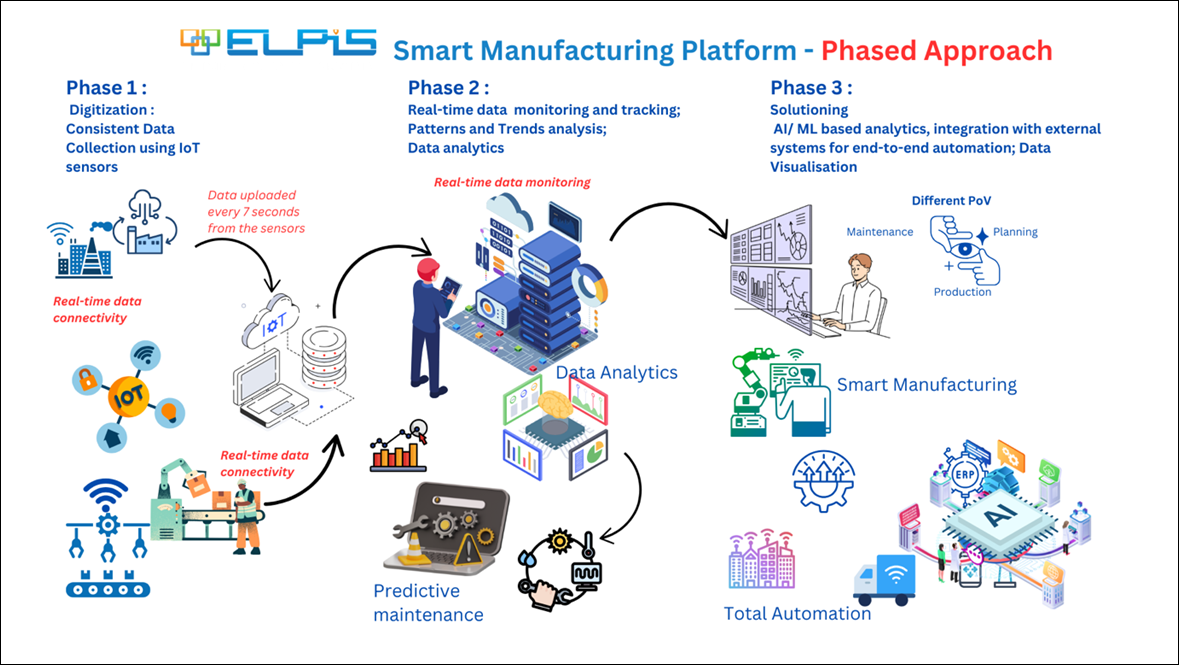 ELPIS Smart Manufacturing Platform - Phased Approach
Phase 1 :
Digitization :
Consistent Data
Collection using IoT
sensors
Data uploaded
every 7 seconds
from the sensors
Real-time data
connectivity
IOT
IOT
Real-time data
connectivity
Phase 2 :
Real-time data monitoring and tracking;
Patterns and Trends analysis;
Data analytics
Real-time data monitoring
Data Analytics
Predictive
maintenance
Phase 3 :
Solutioning
AI/ ML based analytics, integration with external
systems for end-to-end automation; Data
Visualisation
Different PoV
Maintenance
Planning
Production
Smart Manufacturing
ERP
AI
Total Automation